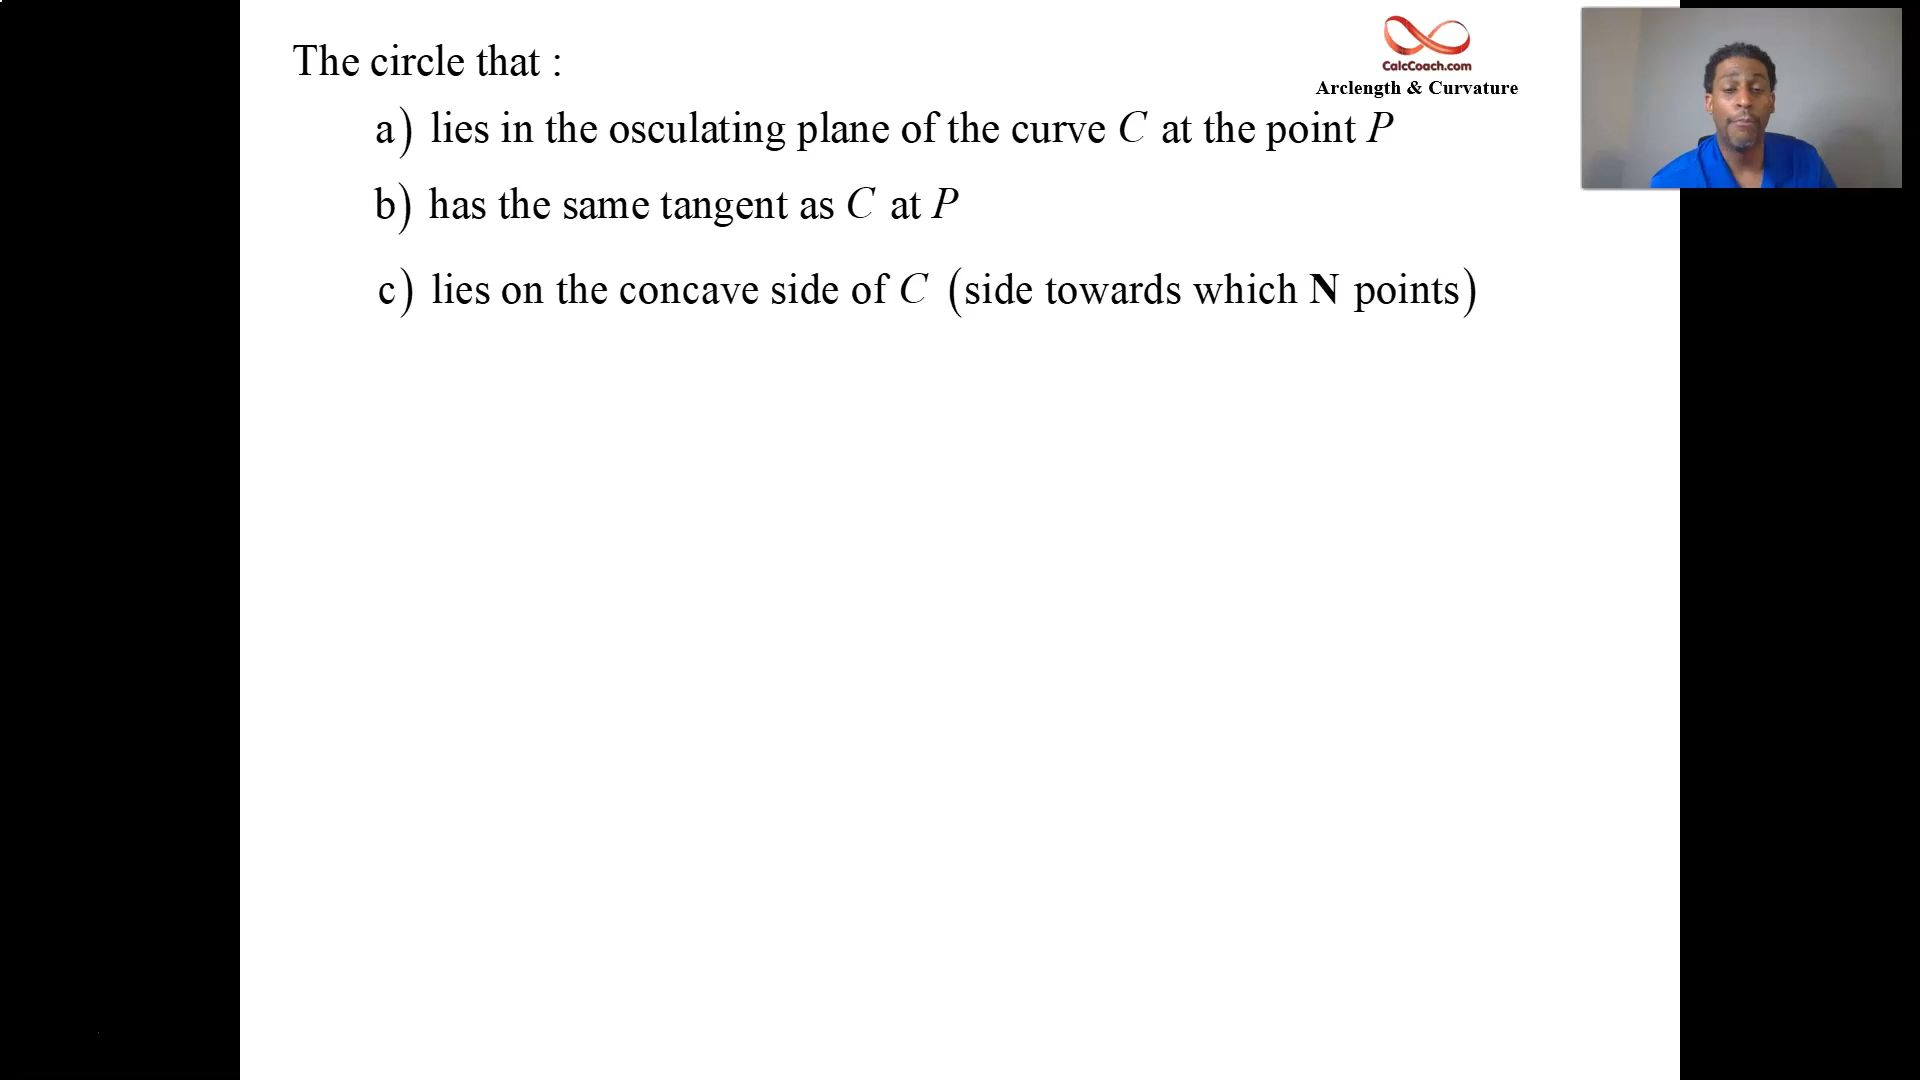 The circle that :
CalcCoach.com
Arclength & Curvature
a) lies in the osculating plane of the curve C at the point P
b) has the same tangent as C at P
c) lies on the concave side of C (side towards which N points)